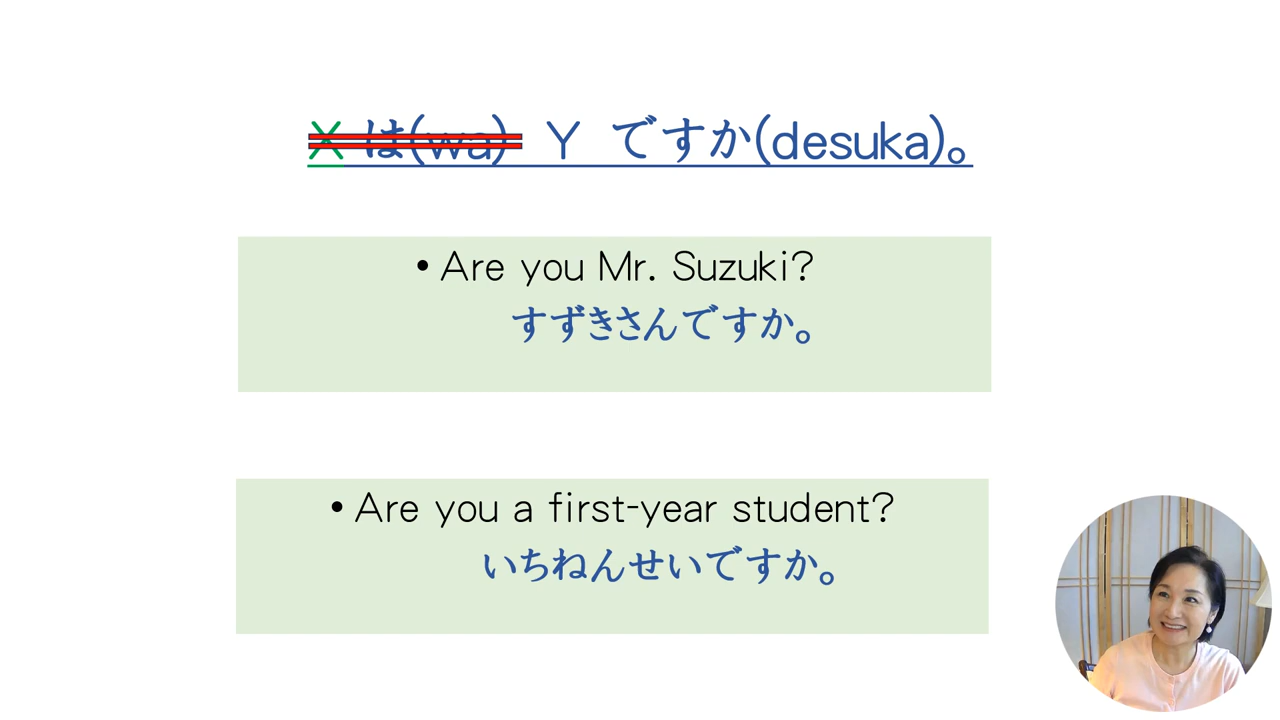 X は(wa) Y ですか(desuka)。
• Are you Mr. Suzuki?
すずきさんですか。
• Are you a first-year student?
いちねんせいですか。